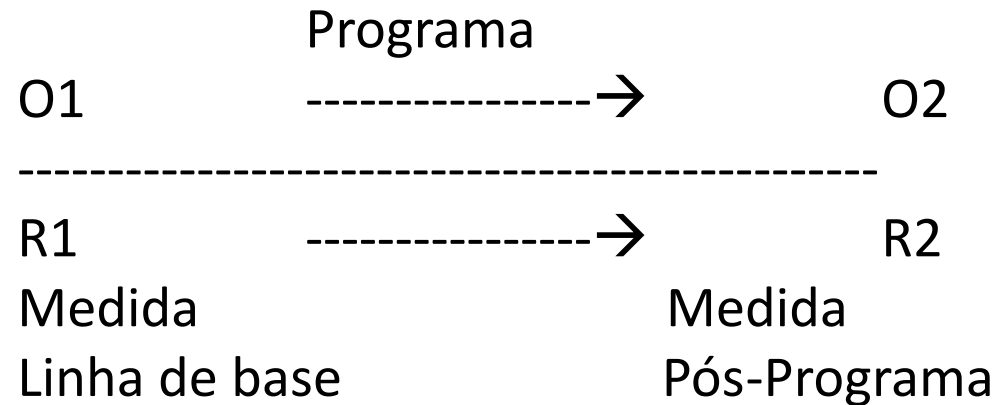 Programa
O1 ----------------→ O2
------------------------------------------------
R1 ----------------→ R2
Medida Medida
Linha de base Pós-Programa